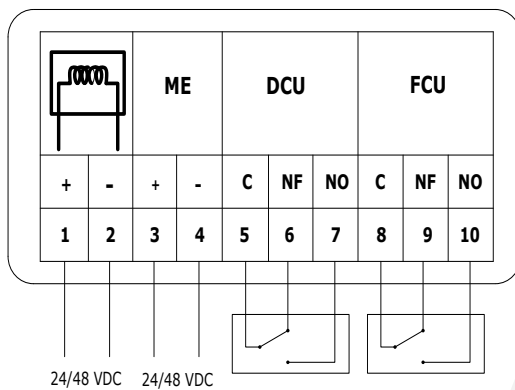 ME DCU FCU
+ - + - C NF NO C NF NO
1 2 3 4 5 6 7 8 9 10
24/48 VDC 24/48 VDC